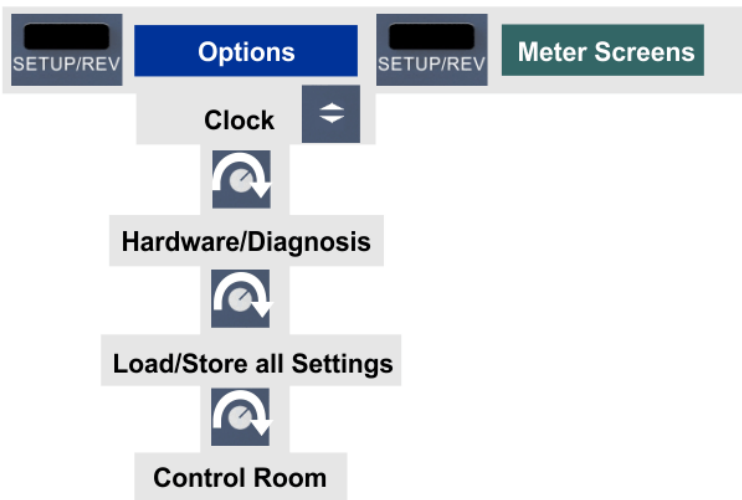 SETUP/REV Options SETUP/REV Meter Screens
Clock
Hardware/Diagnosis
Load/Store all Settings
Control Room